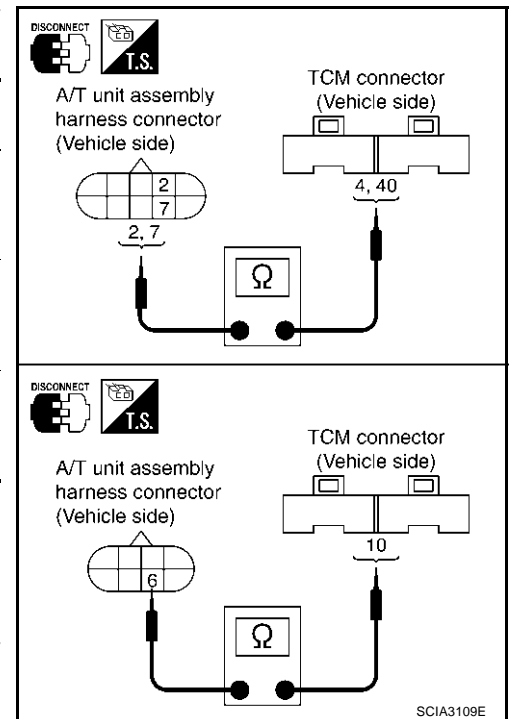 DISCONNECT
T.S.
A/T unit assembly
harness connector
(Vehicle side)
2
7
2, 7
TCM connector
(Vehicle side)
4, 40
Ω
DISCONNECT
T.S.
A/T unit assembly
harness connector
(Vehicle side)
6
TCM connector
(Vehicle side)
10
Ω
SCIA3109E